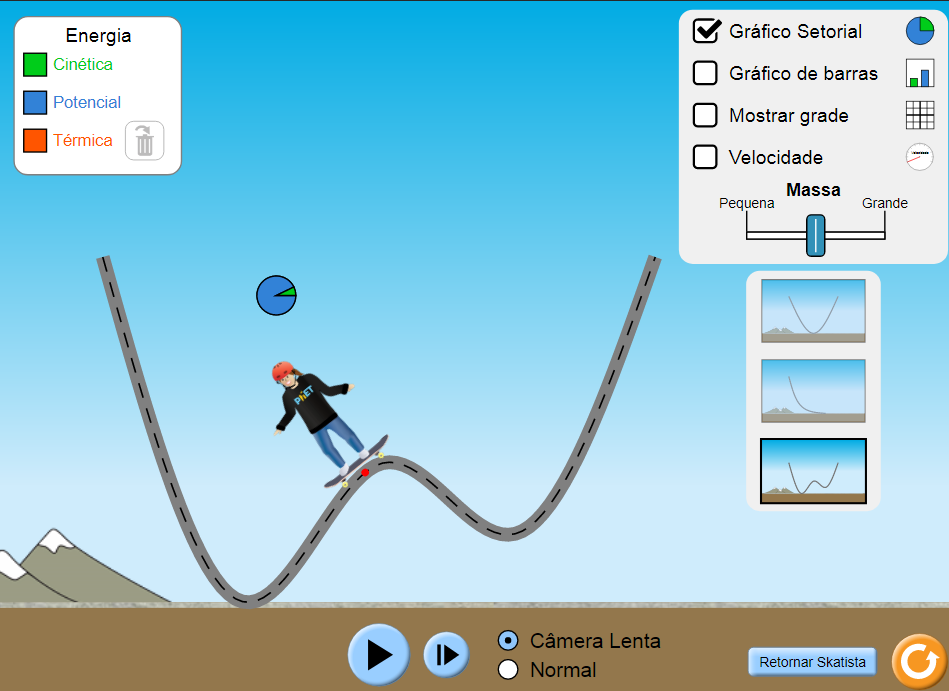 Energia
Cinética
Potencial
Térmica
Gráfico Setorial
Gráfico de barras
Mostrar grade
Velocidade
Massa
Pequena
Grande
PhET
Câmera Lenta
Normal
Retornar Skatista